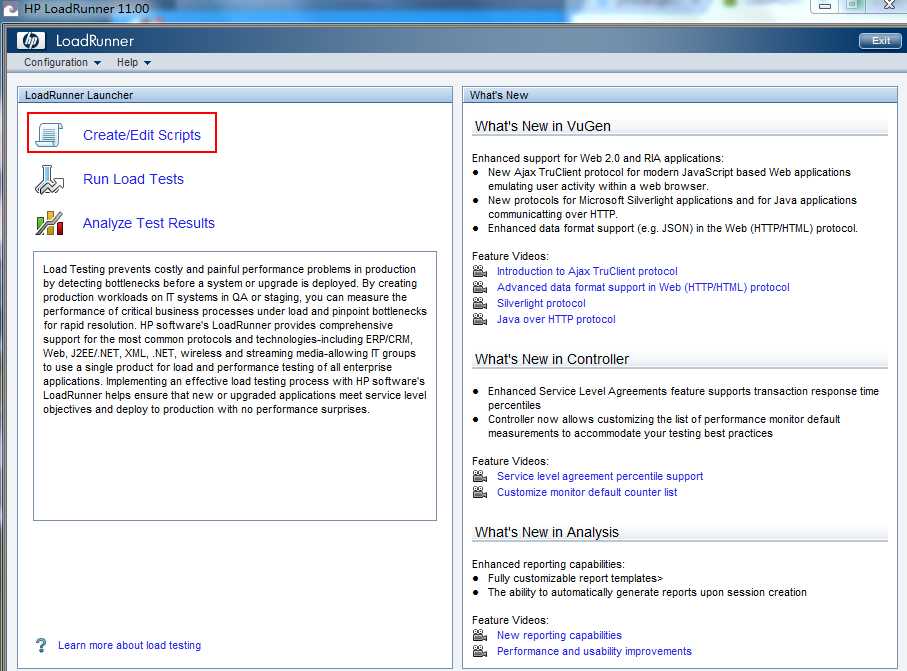 HP LoadRunner 11.00
hp LoadRunner
Exit
Configuration Help
LoadRunner Launcher
Create/Edit Scripts
Run Load Tests
Analyze Test Results
Load Testing prevents costly and painful performance problems in production
by detecting bottlenecks before a system or upgrade is deployed. By creating
production workloads on IT systems in QA or staging, you can measure the
performance of critical business processes under load and pinpoint bottlenecks
for rapid resolution. HP software's LoadRunner provides comprehensive
support for the most common protocols and technologies-including ERP/CRM,
Web, J2EE/.NET, XML, .NET, wireless and streaming media-allowing IT groups
to use a single product for load and performance testing of all enterprise
applications. Implementing an effective load testing process with HP software's
LoadRunner helps ensure that new or upgraded applications meet service level
objectives and deploy to production with no performance surprises.
? Learn more about load testing
What's New
What's New in VuGen
Enhanced support for Web 2.0 and RIA applications:
● New Ajax TruClient protocol for modern JavaScript based Web applications
emulating user activity within a web browser.
● New protocols for Microsoft Silverlight applications and for Java applications
communicatting over HTTP.
● Enhanced data format support (e.g. JSON) in the Web (HTTP/HTML) protocol.
Feature Videos:
Introduction to Ajax TruClient protocol
Advanced data format support in Web (HTTP/HTML) protocol
Silverlight protocol
Java over HTTP protocol
What's New in Controller
● Enhanced Service Level Agreements feature supports transaction response time
percentiles
● Controller now allows customizing the list of performance monitor default
measurements to accommodate your testing best practices
Feature Videos:
Service level agreement percentile support
Customize monitor default counter list
What's New in Analysis
Enhanced reporting capabilities:
● Fully customizable report templates>
● The ability to automatically generate reports upon session creation
Feature Videos:
New reporting capabilities
Performance and usability improvements